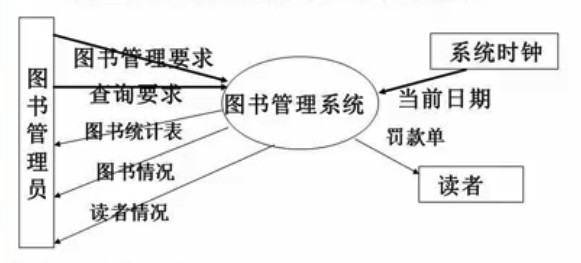 图书管理员
图书管理要求
查询要求
图书统计表
图书情况
读者情况
图书管理系统
系统时钟
当前日期
罚款单
读者